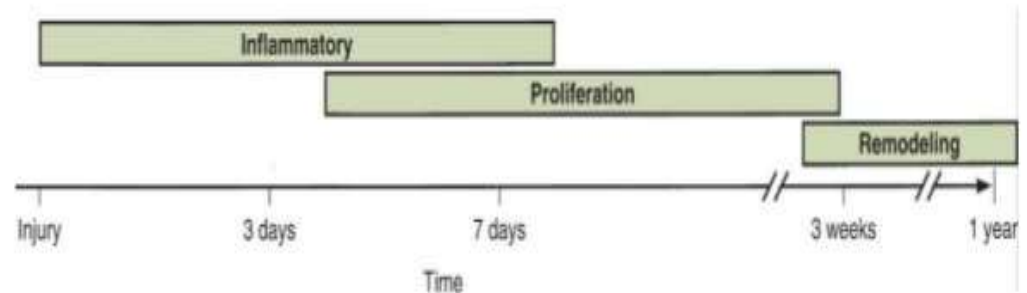 Inflammatory
Proliferation
Remodeling
Injury 3 days 7 days 3 weeks 1 year
Time